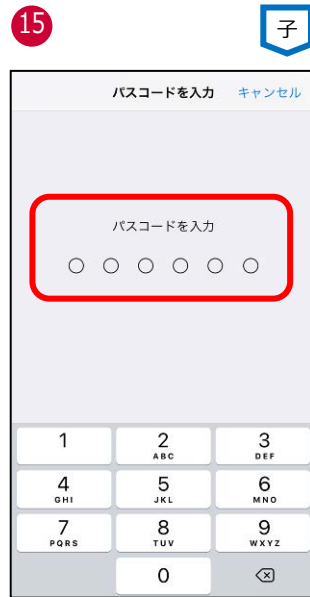 15
子
パスコードを入力 キャンセル
パスコードを入力
1 2 3
ABC DEF
4 5 6
GHI JKL MNO
7 8 9
PQRS TUV WXYZ
0